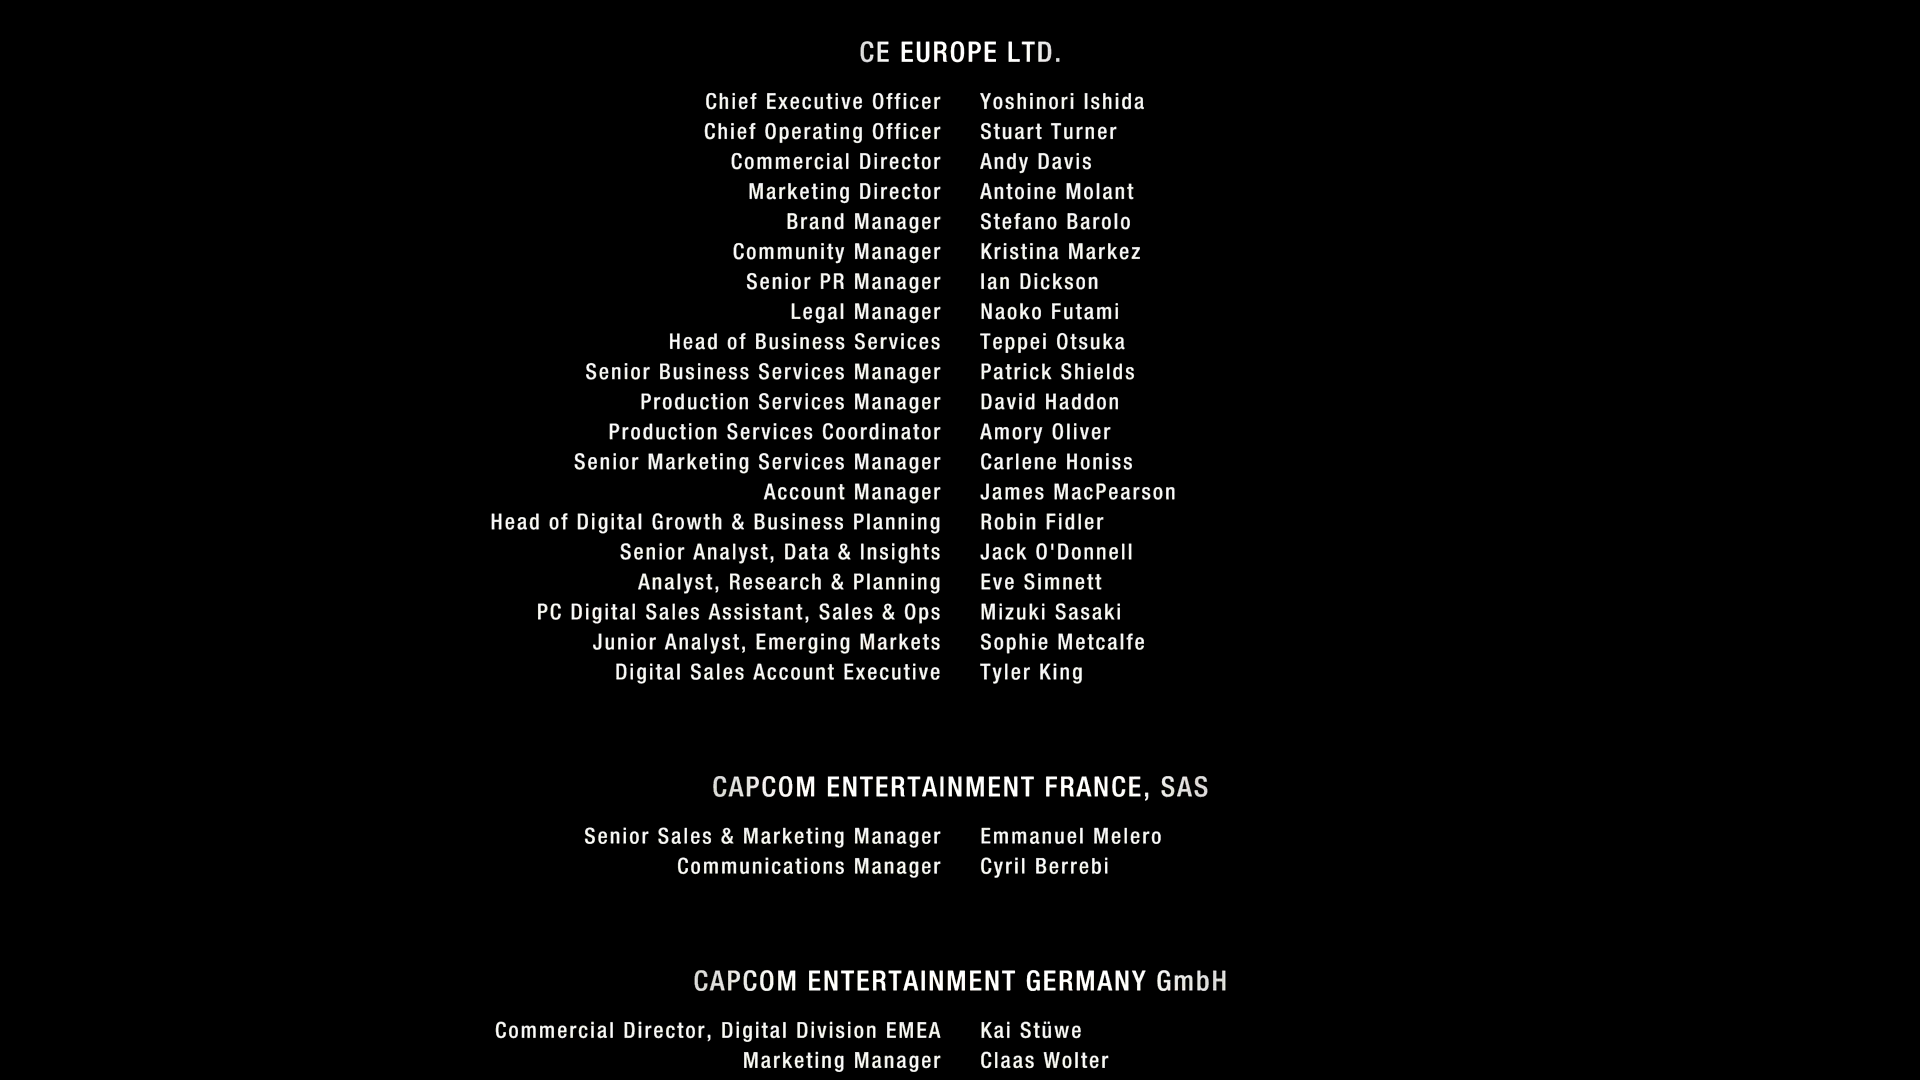 CE EUROPE LTD.
Chief Executive Officer Yoshinori Ishida
Chief Operating Officer Stuart Turner
Commercial Director Andy Davis
Marketing Director Antoine Molant
Brand Manager Stefano Barolo
Community Manager Kristina Markez
Senior PR Manager Ian Dickson
Legal Manager Naoko Futami
Head of Business Services Teppei Otsuka
Senior Business Services Manager Patrick Shields
Production Services Manager David Haddon
Production Services Coordinator Amory Oliver
Senior Marketing Services Manager Carlene Honiss
Account Manager James MacPearson
Head of Digital Growth & Business Planning Robin Fidler
Senior Analyst, Data & Insights Jack O'Donnell
Analyst, Research & Planning Eve Simnett
PC Digital Sales Assistant, Sales & Ops Mizuki Sasaki
Junior Analyst, Emerging Markets Sophie Metcalfe
Digital Sales Account Executive Tyler King
CAPCOM ENTERTAINMENT FRANCE, SAS
Senior Sales & Marketing Manager Emmanuel Melero
Communications Manager Cyril Berrebi
CAPCOM ENTERTAINMENT GERMANY GmbH
Commercial Director, Digital Division EMEA Kai Stüwe
Marketing Manager Claas Wolter